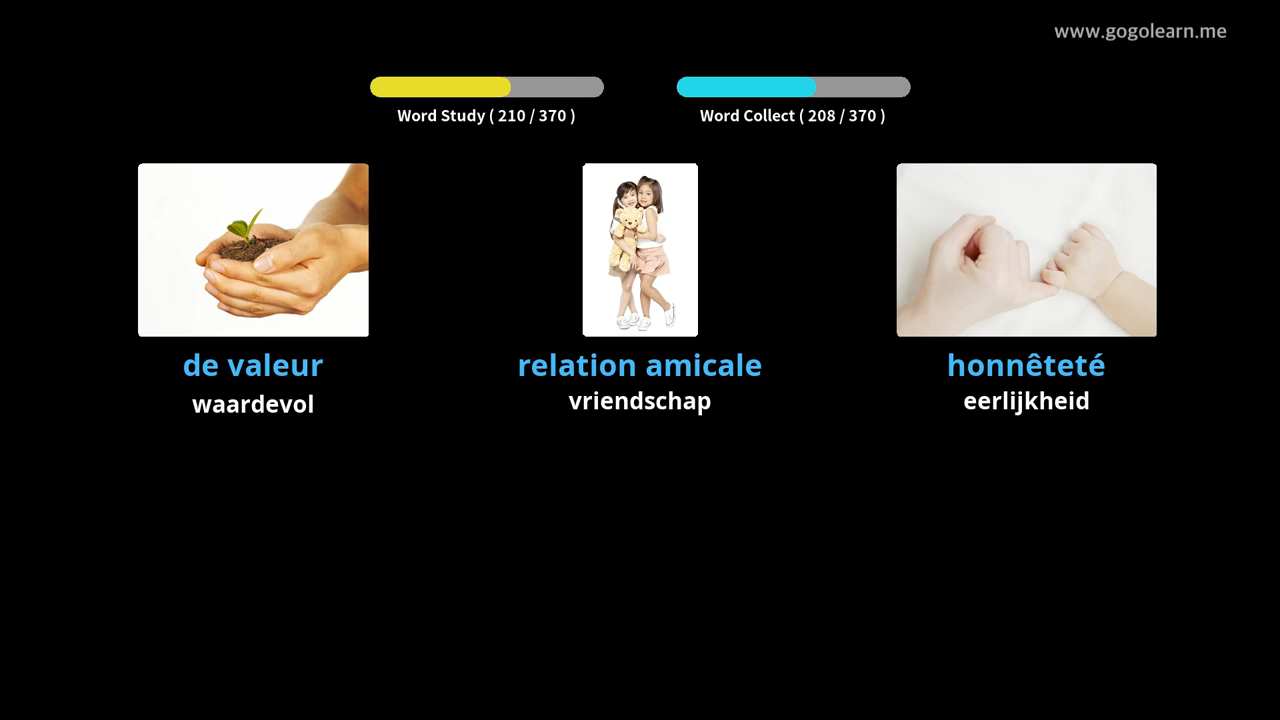 www.gogolearn.me
Word Study ( 210 / 370 )
Word Collect ( 208 / 370 )
de valeur
waardevol
relation amicale
vriendschap
honnêteté
eerlijkheid